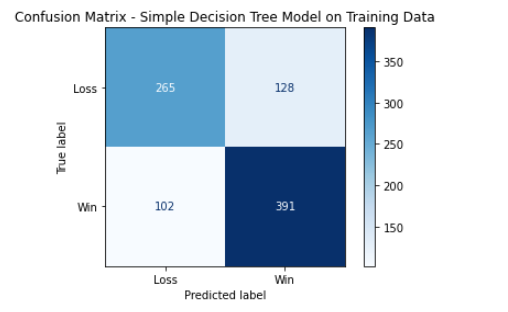 Confusion Matrix - Simple Decision Tree Model on Training Data
Loss 265 128
Win 102 391
True label
Loss Win
Predicted label
350
300
250
200
150